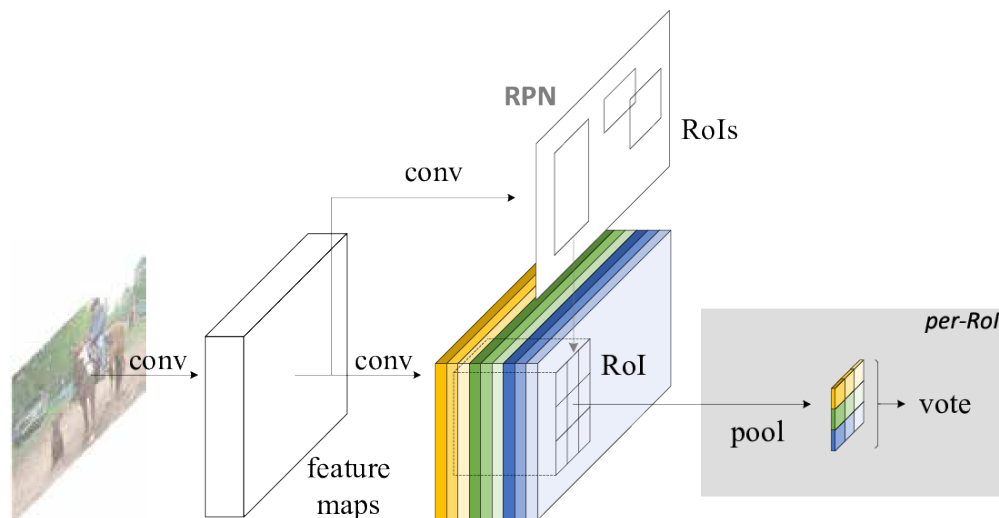 RPN
RoIs
conv
per-RoI
conv
conv
RoI
pool
vote
feature
maps